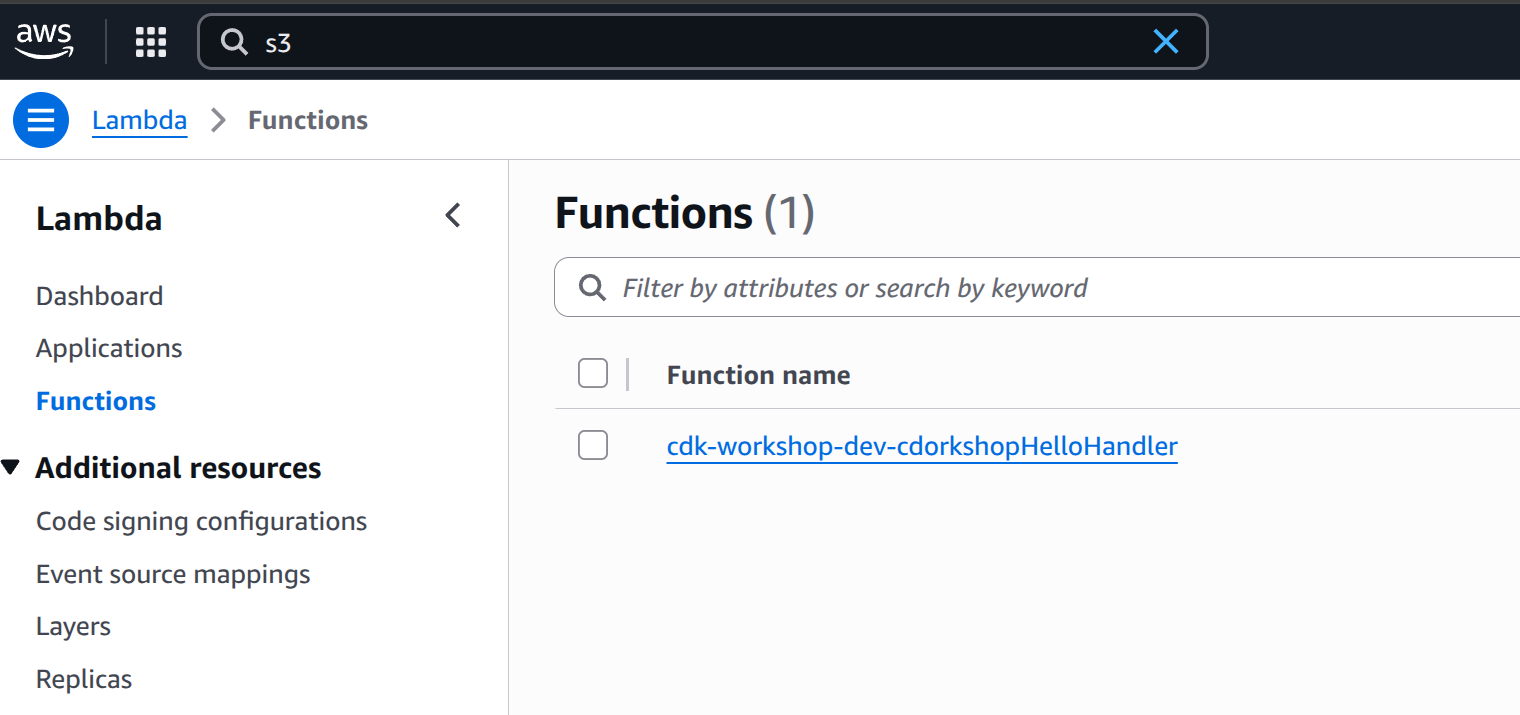 aws
s3
Lambda > Functions
Lambda
Dashboard
Applications
Functions
Additional resources
Code signing configurations
Event source mappings
Layers
Replicas
Functions (1)
Filter by attributes or search by keyword
Function name
cdk-workshop-dev-cdorkshopHelloHandler